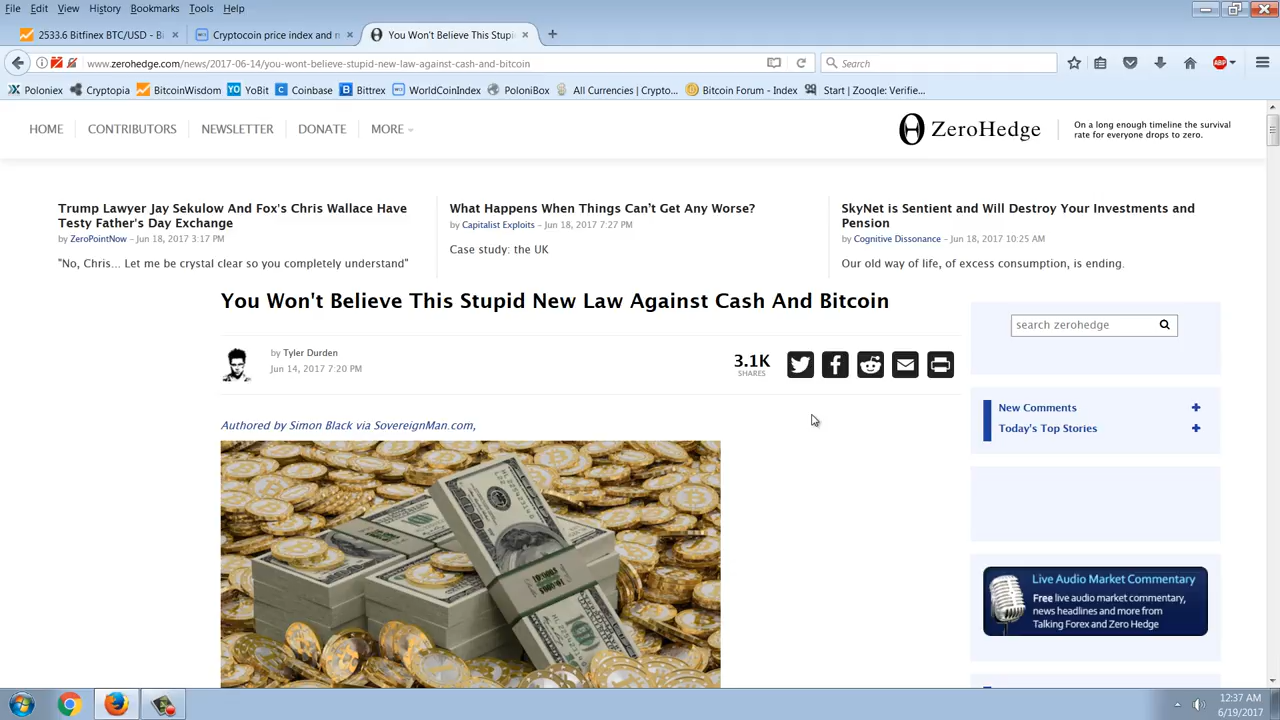 File Edit View History Bookmarks Tools Help
2533.6 Bitfinex BTC/USD - Bi
Cryptocoin price index and m
You Won't Believe This Stupi
www.zerohedge.com/news/2017-06-14/you-wont-believe-stupid-new-law-against-cash-and-bitcoin
Search
ABP
Poloniex Cryptopia BitcoinWisdom YoBit Coinbase Bittrex WorldCoinIndex PoloniBox All Currencies | Crypto... Bitcoin Forum - Index Start | Zooqle: Verifie...
HOME CONTRIBUTORS NEWSLETTER DONATE MORE
ZeroHedge
On a long enough timeline the survival
rate for everyone drops to zero.
Trump Lawyer Jay Sekulow And Fox's Chris Wallace Have
Testy Father's Day Exchange
by ZeroPointNow - Jun 18, 2017 3:17 PM
"No, Chris... Let me be crystal clear so you completely understand"
What Happens When Things Can't Get Any Worse?
by Capitalist Exploits - Jun 18, 2017 7:27 PM
Case study: the UK
SkyNet is Sentient and Will Destroy Your Investments and
Pension
by Cognitive Dissonance - Jun 18, 2017 10:25 AM
Our old way of life, of excess consumption, is ending.
You Won't Believe This Stupid New Law Against Cash And Bitcoin
by Tyler Durden
Jun 14, 2017 7:20 PM
3.1K
SHARES
Authored by Simon Black via SovereignMan.com,
search zerohedge
New Comments
Today's Top Stories
Live Audio Market Commentary
Free live audio market commentary,
news headlines and more from
Talking Forex and Zero Hedge
12:37 AM
6/19/2017